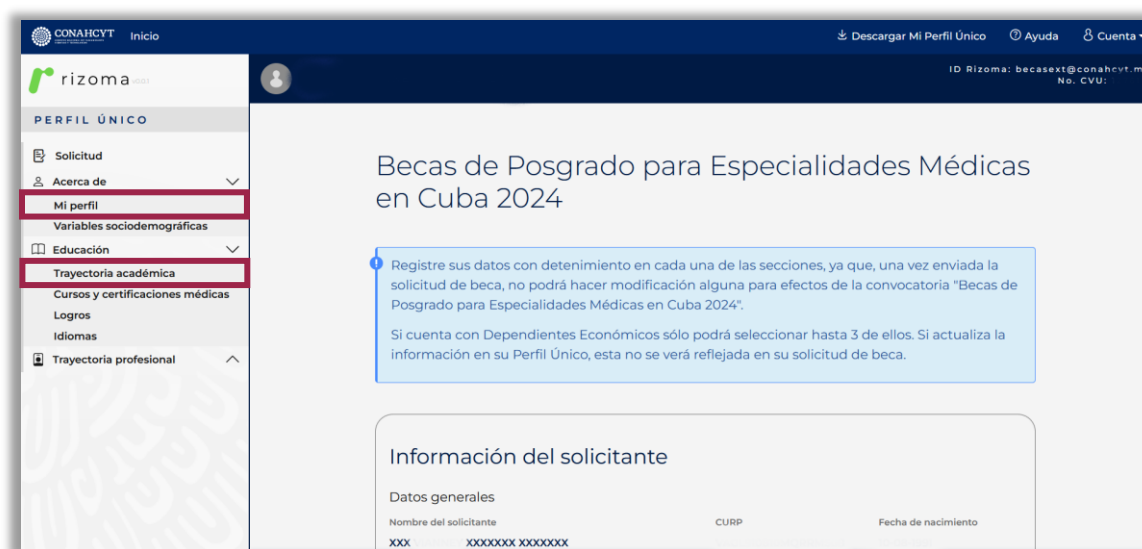 CONAHCYT Inicio Descargar Mi Perfil Único Ayuda Cuenta
rizoma
ID Rizoma: becasext@conahcyt.m
No. CVU:
PERFIL ÚNICO
Solicitud
Acerca de
Mi perfil
Variables sociodemográficas
Educación
Trayectoria académica
Cursos y certificaciones médicas
Logros
Idiomas
Trayectoria profesional
Becas de Posgrado para Especialidades Médicas
en Cuba 2024
Registre sus datos con detenimiento en cada una de las secciones, ya que, una vez enviada la
solicitud de beca, no podrá hacer modificación alguna para efectos de la convocatoria "Becas de
Posgrado para Especialidades Médicas en Cuba 2024".
Si cuenta con Dependientes Económicos sólo podrá seleccionar hasta 3 de ellos. Si actualiza la
información en su Perfil Único, esta no se verá reflejada en su solicitud de beca.
Información del solicitante
Datos generales
Nombre del solicitante CURP Fecha de nacimiento
XXX XXXXXXX XXXXXXX